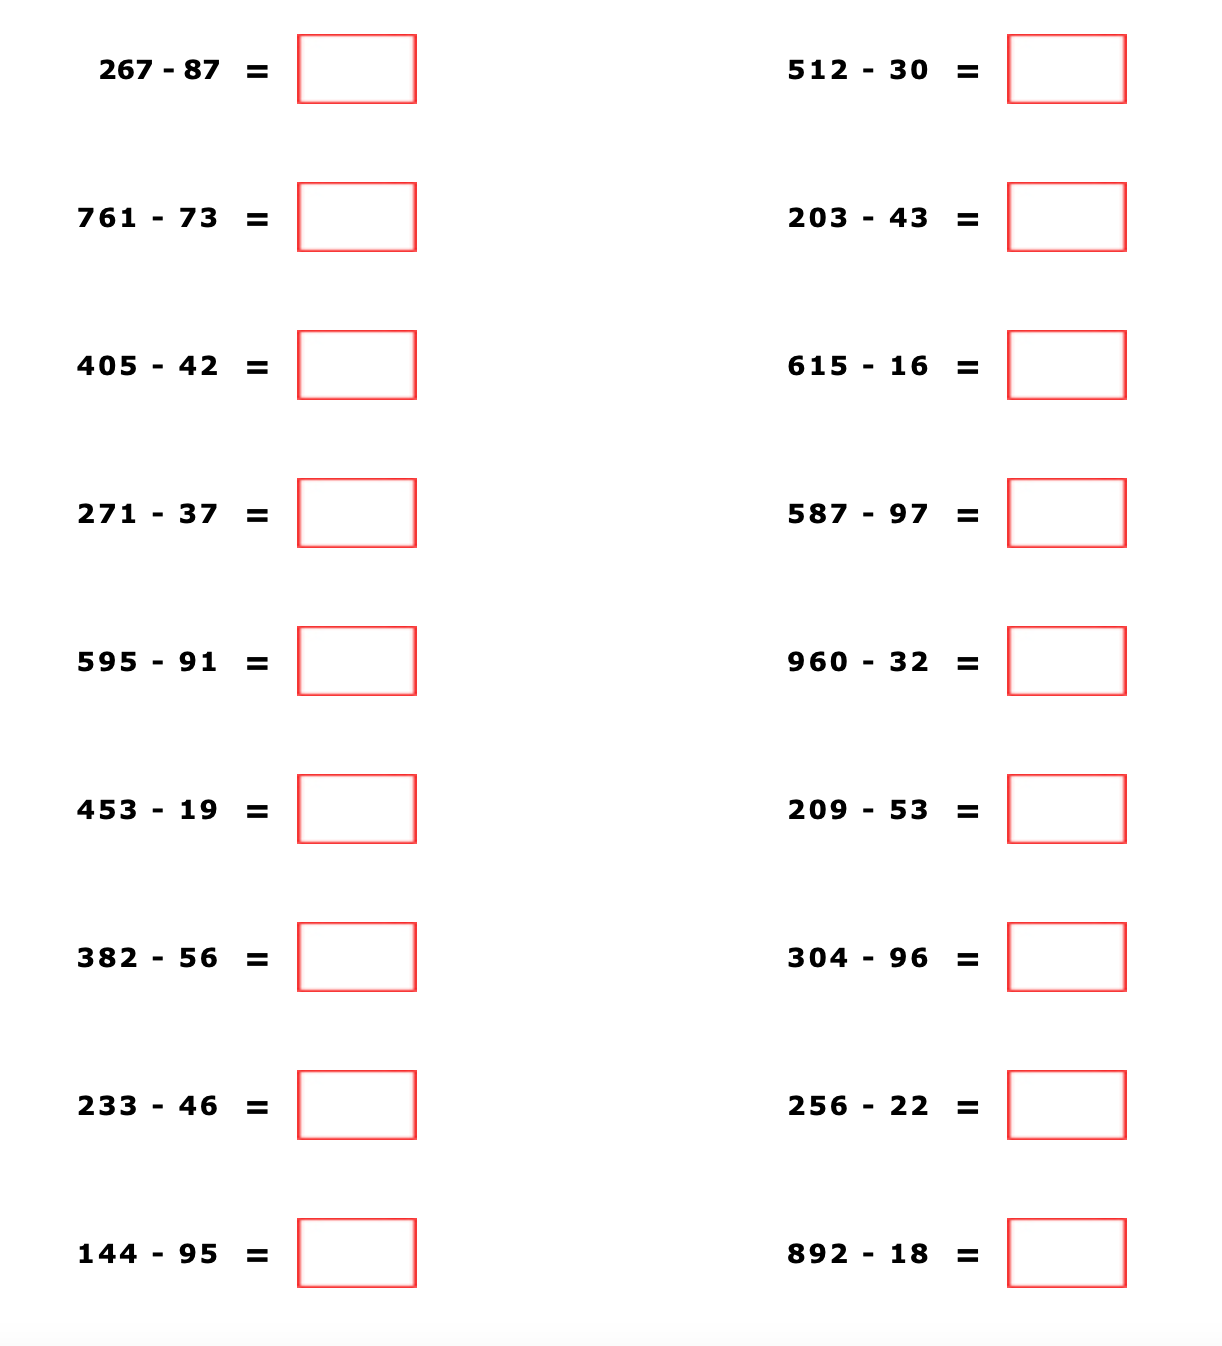 267 - 87 =
512 - 30 =
761 - 73 =
203 - 43 =
405 - 42 =
615 - 16 =
271 - 37 =
587 - 97 =
595 - 91 =
960 - 32 =
453 - 19 =
209 - 53 =
382 - 56 =
304 - 96 =
233 - 46 =
256 - 22 =
144 - 95 =
892 - 18 =